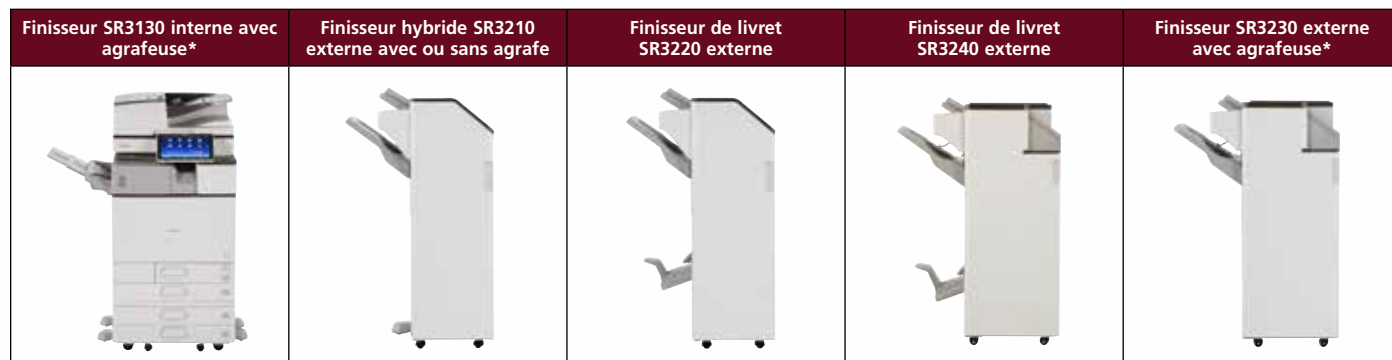 Finisseur SR3130 interne avec
agrafeuse*
Finisseur hybride SR3210
externe avec ou sans agrafe
Finisseur de livret
SR3220 externe
Finisseur de livret
SR3240 externe
Finisseur SR3230 externe
avec agrafeuse*